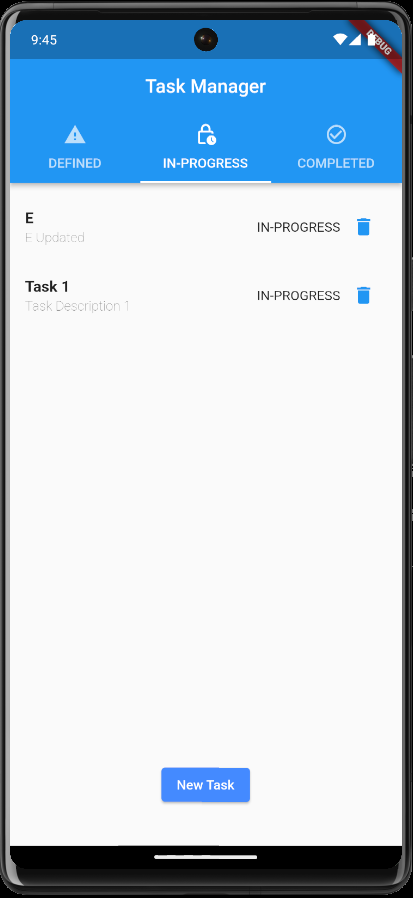 9:45
DEBUG
Task Manager
DEFINED
IN-PROGRESS
COMPLETED
E
E Updated
IN-PROGRESS
Task 1
Task Description 1
IN-PROGRESS
New Task